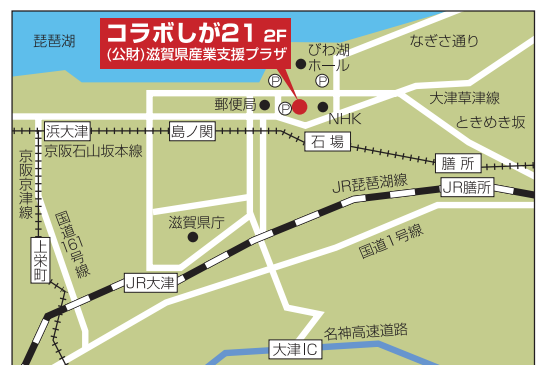 コラボしが21 2F
(公財)滋賀県産業支援プラザ
琵琶湖
びわ湖
ホール
なぎさ通り
P
P
P
郵便局
NHK
大津草津線
ときめき坂
浜大津
島ノ関
石場
膳所
京阪石山坂本線
京阪京津線
JR琵琶湖線
JR膳所
国道161号線
滋賀県庁
国道1号線
上栄町
JR大津
名神高速道路
大津IC